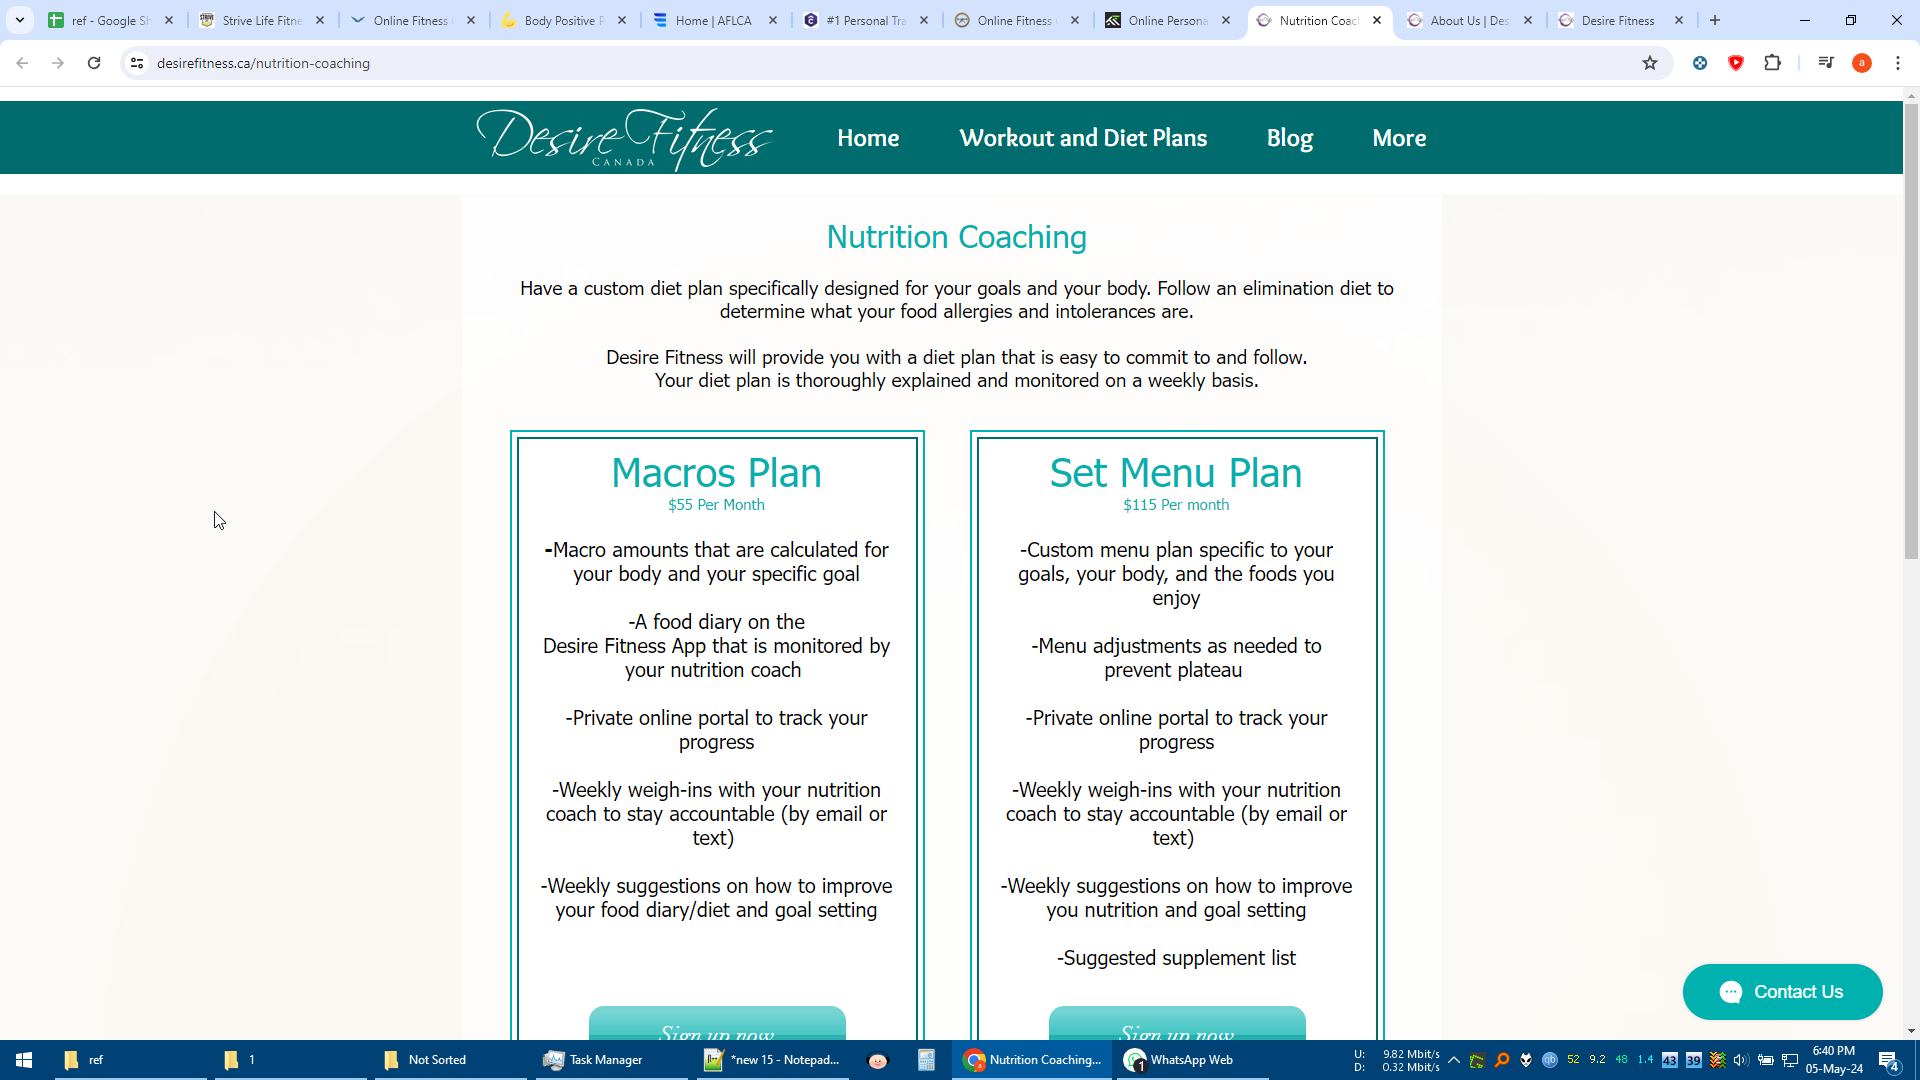 ref - Google Sh
Strive Life Fitne
Online Fitness
Body Positive P
Home | AFLCA
#1 Personal Tra
Online Fitness
Online Persona
Nutrition Coac
About Us | Des
Desire Fitness
desirefitness.ca/nutrition-coaching
a
Desire Fitness
CANADA
Home
Workout and Diet Plans
Blog
More
Nutrition Coaching
Have a custom diet plan specifically designed for your goals and your body. Follow an elimination diet to
determine what your food allergies and intolerances are.
Desire Fitness will provide you with a diet plan that is easy to commit to and follow.
Your diet plan is thoroughly explained and monitored on a weekly basis.
Macros Plan
$55 Per Month
-Macro amounts that are calculated for
your body and your specific goal
-A food diary on the
Desire Fitness App that is monitored by
your nutrition coach
-Private online portal to track your
progress
-Weekly weigh-ins with your nutrition
coach to stay accountable (by email or
text)
-Weekly suggestions on how to improve
your food diary/diet and goal setting
Sign up now
Set Menu Plan
$115 Per month
-Custom menu plan specific to your
goals, your body, and the foods you
enjoy
-Menu adjustments as needed to
prevent plateau
-Private online portal to track your
progress
-Weekly weigh-ins with your nutrition
coach to stay accountable (by email or
text)
-Weekly suggestions on how to improve
you nutrition and goal setting
-Suggested supplement list
Sign up now
Contact Us
ref
1
Not Sorted
Task Manager
*new 15 - Notepad...
Nutrition Coaching...
1
WhatsApp Web
U: 9.82 Mbit/s
D: 0.32 Mbit/s
52 9.2 48 1.4 43 39
6:40 PM
05-May-24
4